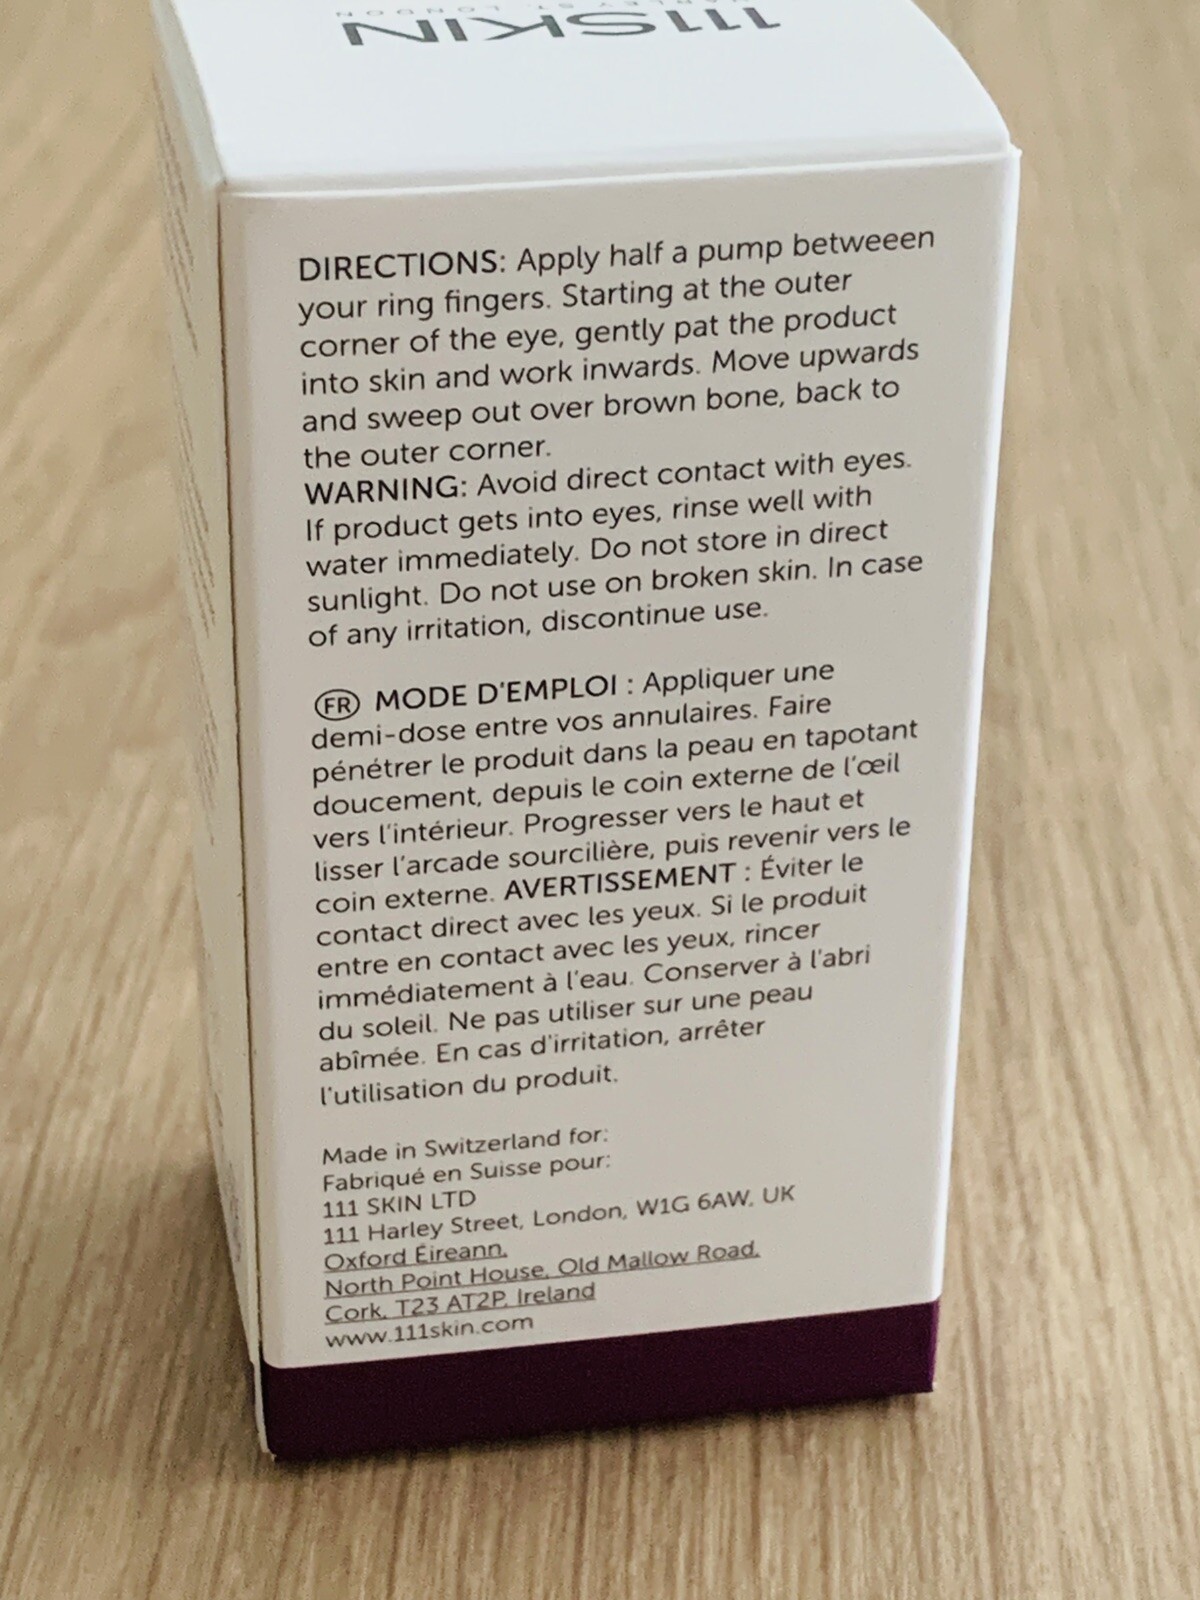 111SKIN
HARLEY ST. LONDON
DIRECTIONS: Apply half a pump betweeen
your ring fingers. Starting at the outer
corner of the eye, gently pat the product
into skin and work inwards. Move upwards
and sweep out over brown bone, back to
the outer corner.
WARNING: Avoid direct contact with eyes.
If product gets into eyes, rinse well with
water immediately. Do not store in direct
sunlight. Do not use on broken skin. In case
of any irritation, discontinue use.
FR MODE D'EMPLOI : Appliquer une
demi-dose entre vos annulaires. Faire
pénétrer le produit dans la peau en tapotant
doucement, depuis le coin externe de l'œil
vers l'intérieur. Progresser vers le haut et
lisser l'arcade sourcilière, puis revenir vers le
coin externe. AVERTISSEMENT : Éviter le
contact direct avec les yeux. Si le produit
entre en contact avec les yeux, rincer
immédiatement à l'eau. Conserver à l'abri
du soleil. Ne pas utiliser sur une peau
abîmée. En cas d'irritation, arrêter
l'utilisation du produit.
Made in Switzerland for:
Fabriqué en Suisse pour:
111 SKIN LTD
111 Harley Street, London, W1G 6AW, UK
Oxford Éireann,
North Point House, Old Mallow Road,
Cork, T23 AT2P, Ireland
www.111skin.com